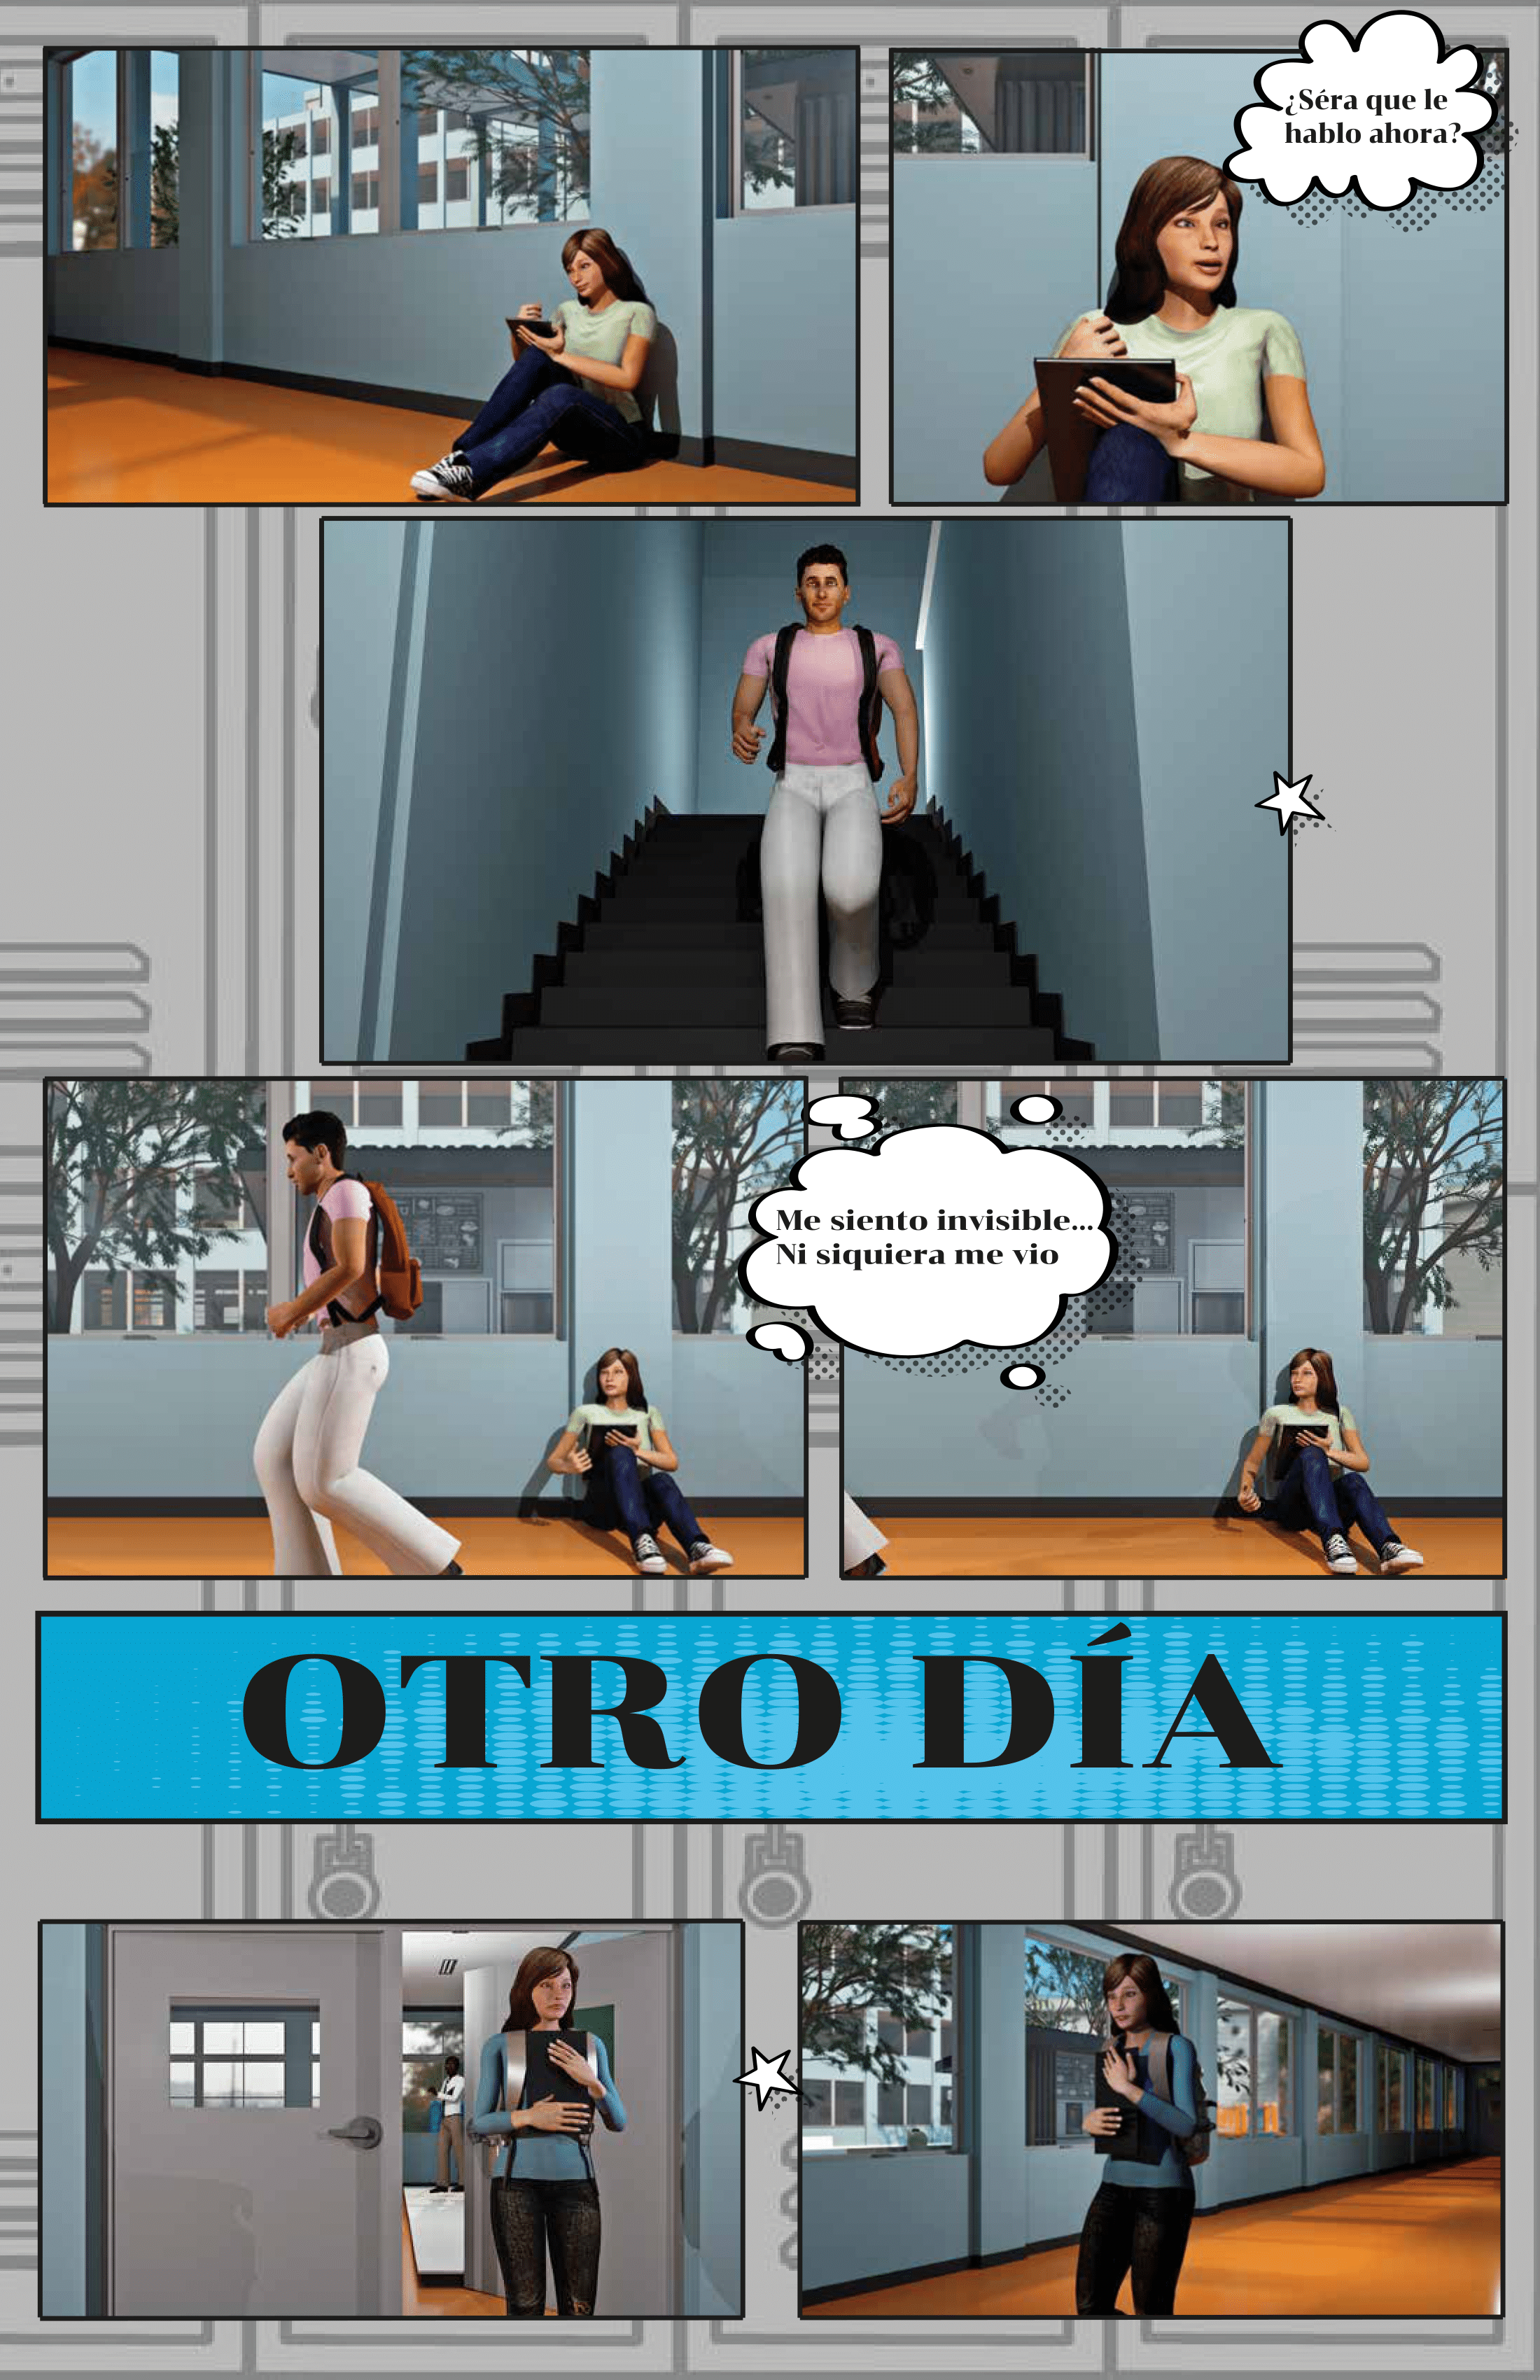 ¿Séra que le
hablo ahora?
Me siento invisible...
Ni siquiera me vio
OTRO DÍA